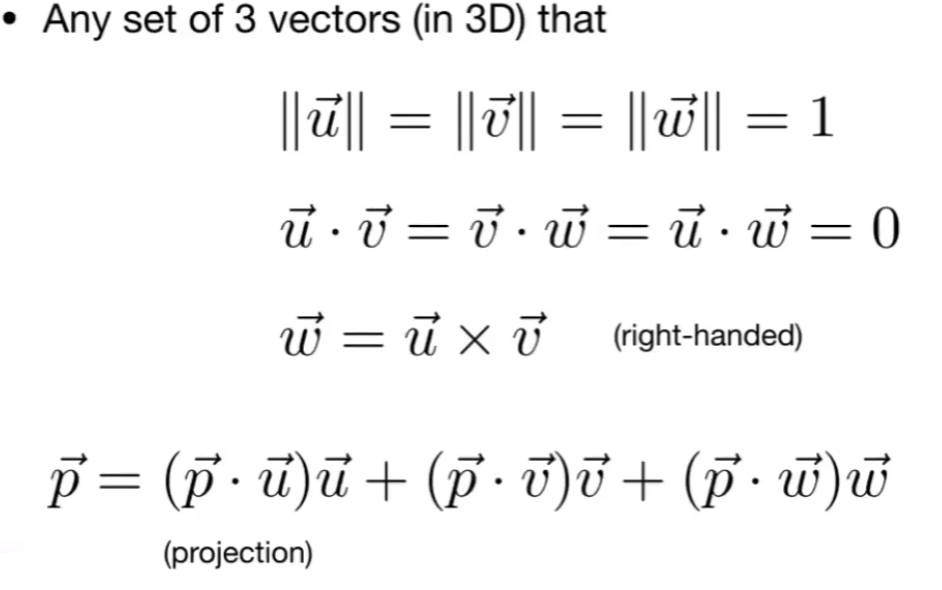 • Any set of 3 vectors (in 3D) that
‖u⃗‖ = ‖v⃗‖ = ‖w⃗‖ = 1
u⃗ · v⃗ = v⃗ · w⃗ = u⃗ · w⃗ = 0
w⃗ = u⃗ × v⃗ (right-handed)
p⃗ = (p⃗ · u⃗)u⃗ + (p⃗ · v⃗)v⃗ + (p⃗ · w⃗)w⃗
(projection)